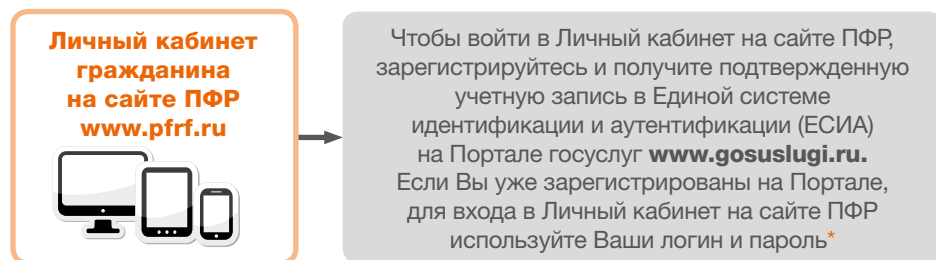 Личный кабинет
гражданина
на сайте ПФР
www.pfrf.ru
Чтобы войти в Личный кабинет на сайте ПФР,
зарегистрируйтесь и получите подтвержденную
учетную запись в Единой системе
идентификации и аутентификации (ЕСИА)
на Портале госуслуг www.gosuslugi.ru.
Если Вы уже зарегистрированы на Портале,
для входа в Личный кабинет на сайте ПФР
используйте Ваши логин и пароль*